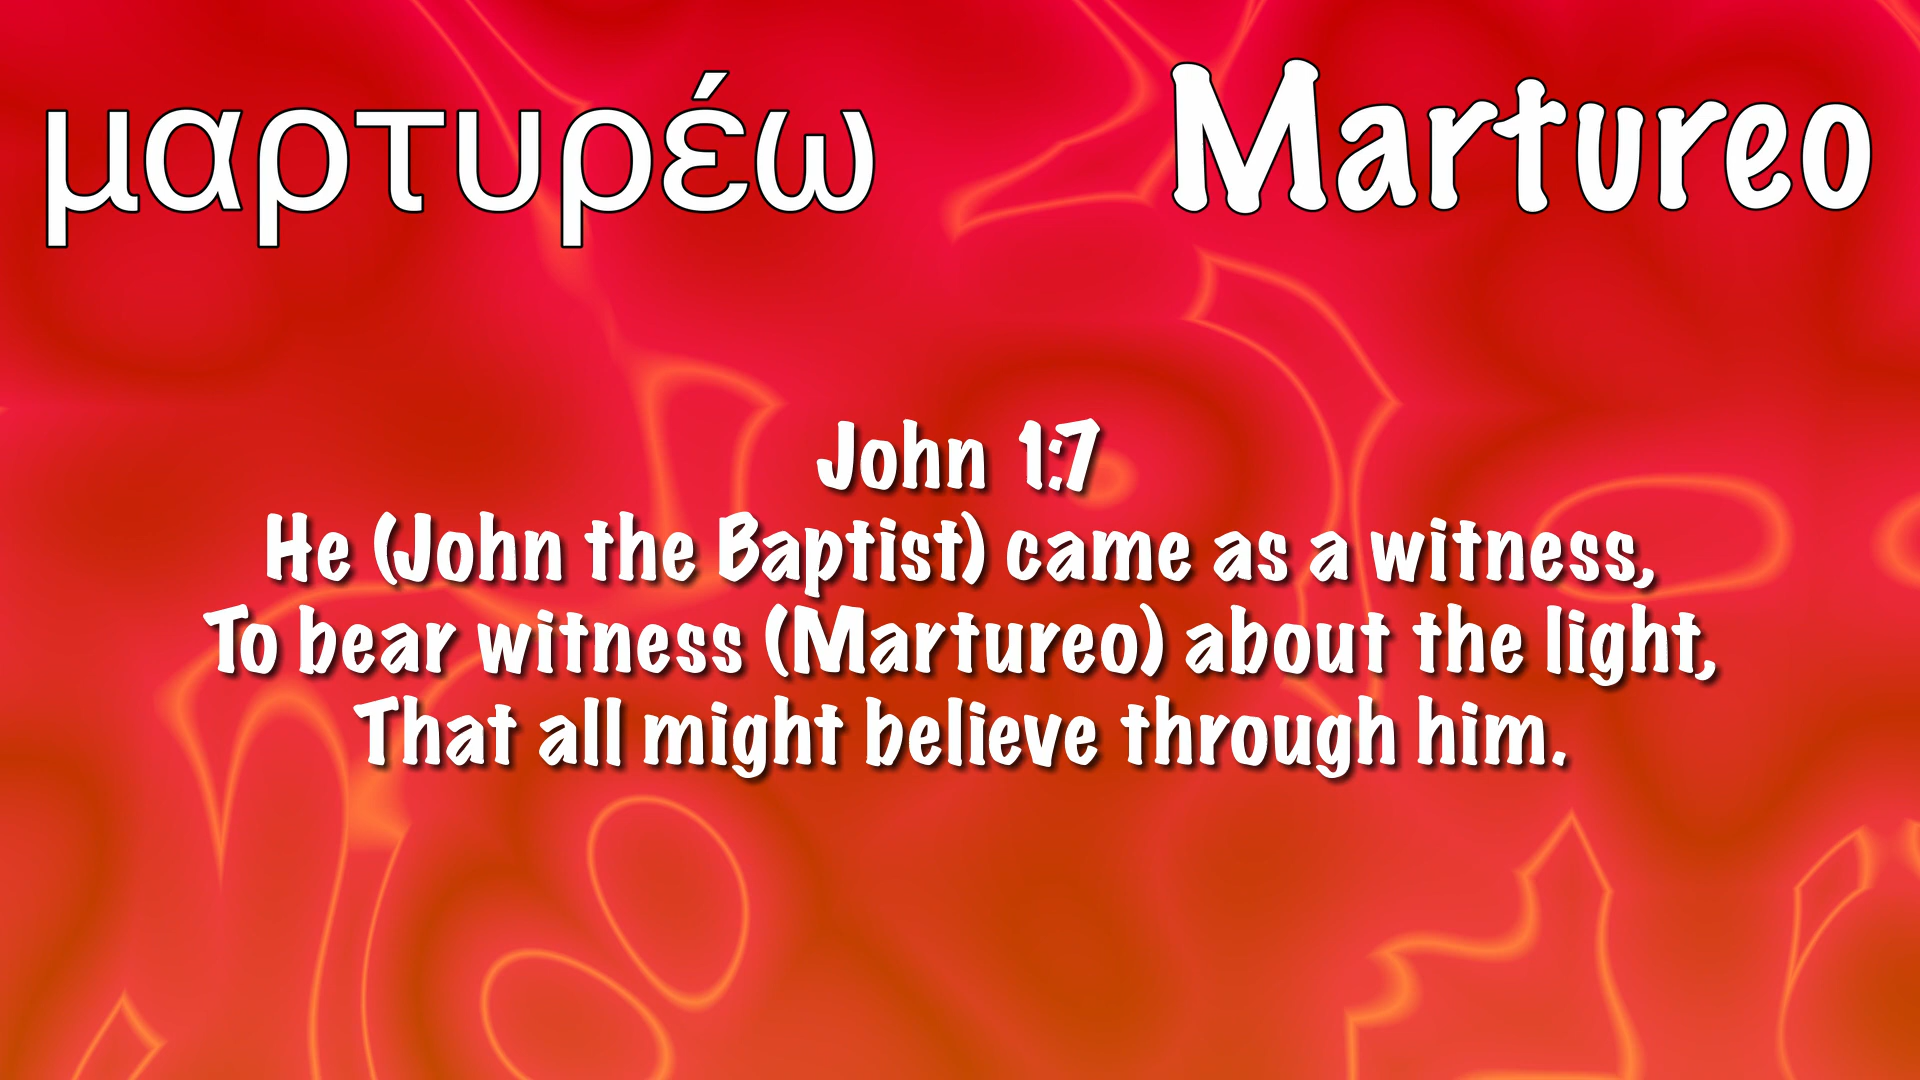 μαρτυρέω Martureo
John 1:7
He (John the Baptist) came as a witness,
To bear witness (Martureo) about the light,
That all might believe through him.